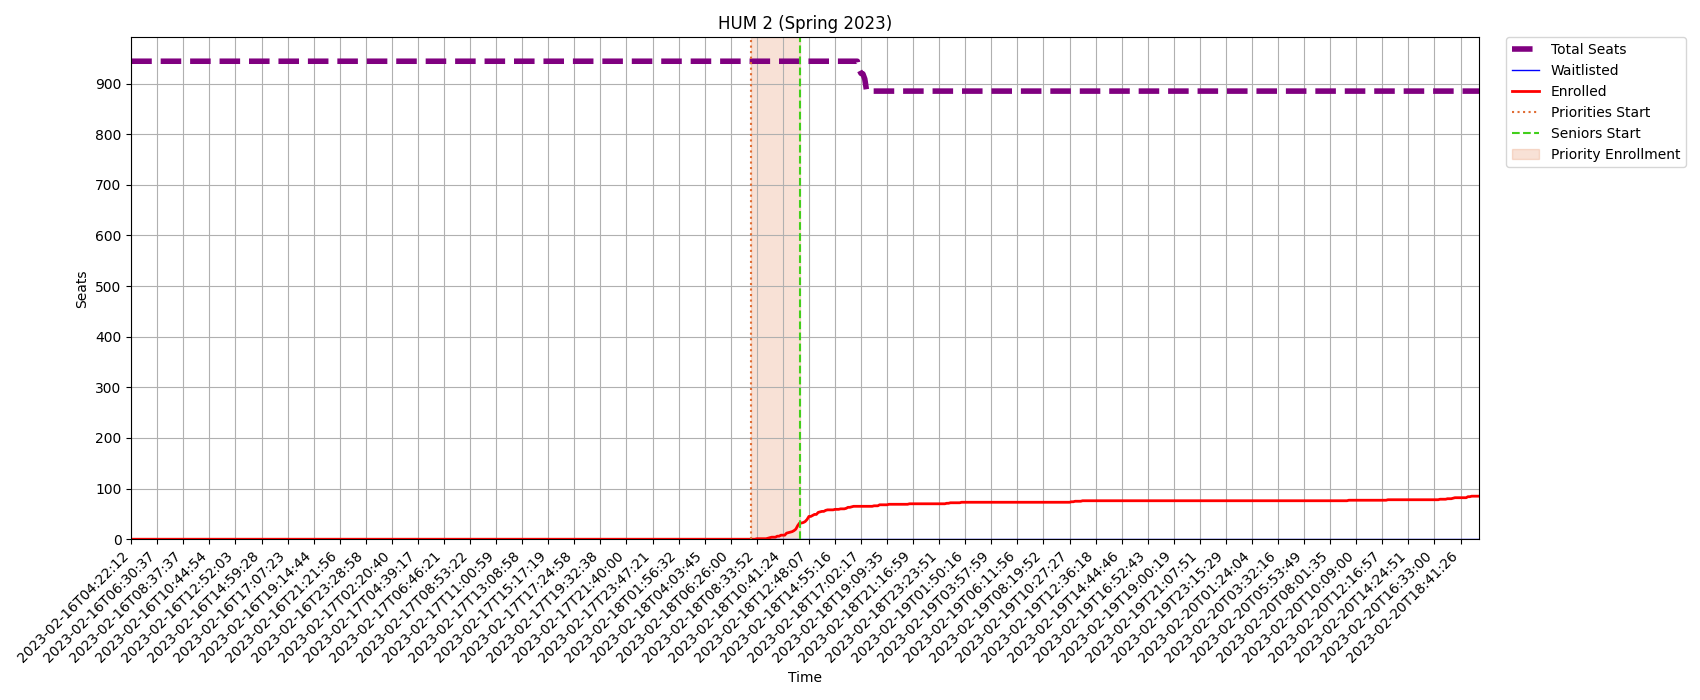 HUM 2 (Spring 2023)
Total Seats
Waitlisted
Enrolled
Priorities Start
Seniors Start
Priority Enrollment
Seats
900
800
700
600
500
400
300
200
100
0
2023-02-16T04:22:12
2023-02-16T06:30:37
2023-02-16T08:37:37
2023-02-16T10:44:54
2023-02-16T12:52:03
2023-02-16T14:59:28
2023-02-16T17:07:23
2023-02-16T19:14:44
2023-02-16T21:21:56
2023-02-16T23:28:58
2023-02-17T02:20:40
2023-02-17T04:39:17
2023-02-17T06:46:21
2023-02-17T08:53:22
2023-02-17T11:00:59
2023-02-17T13:08:58
2023-02-17T15:17:19
2023-02-17T17:24:58
2023-02-17T19:32:38
2023-02-17T21:40:00
2023-02-17T23:47:21
2023-02-18T01:56:32
2023-02-18T04:03:45
2023-02-18T06:26:00
2023-02-18T08:33:52
2023-02-18T10:41:24
2023-02-18T12:48:07
2023-02-18T14:55:16
2023-02-18T17:02:17
2023-02-18T19:09:35
2023-02-18T21:16:59
2023-02-18T23:23:51
2023-02-19T01:50:16
2023-02-19T03:57:59
2023-02-19T06:11:56
2023-02-19T08:19:52
2023-02-19T10:27:27
2023-02-19T12:36:18
2023-02-19T14:44:46
2023-02-19T16:52:43
2023-02-19T19:00:19
2023-02-19T21:07:51
2023-02-19T23:15:29
2023-02-20T01:24:04
2023-02-20T03:32:16
2023-02-20T05:53:49
2023-02-20T08:01:35
2023-02-20T10:09:00
2023-02-20T12:16:57
2023-02-20T14:24:51
2023-02-20T16:33:00
2023-02-20T18:41:26
Time